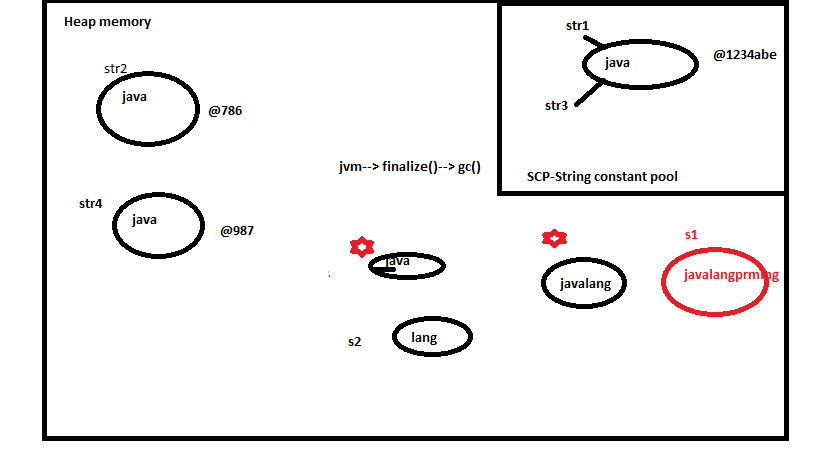 Heap memory
str1
java
@1234abe
str3
SCP-String constant pool
str2
java
@786
jvm--> finalize()--> gc()
str4
java
@987
java
javalang
s1
javalangprming
s2
lang